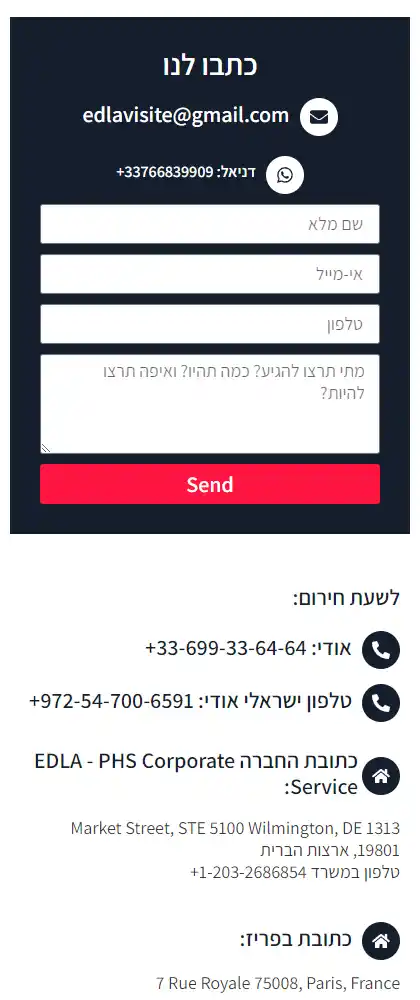 כתבו לנו
edlavisite@gmail.com
דניאל: 33766839909+
שם מלא
אי-מייל
טלפון
מתי תרצו להגיע? כמה תהיו? ואיפה תרצו
להיות?
Send
לשעת חירום:
אודי: 33-699-33-64-64+
טלפון ישראלי אודי: 972-54-700-6591+
כתובת החברה EDLA - PHS Corporate
Service:
1313 Market Street, STE 5100 Wilmington, DE
19801, ארצות הברית
טלפון במשרד 1-203-2686854+
כתובת בפריז:
7 Rue Royale 75008, Paris, France